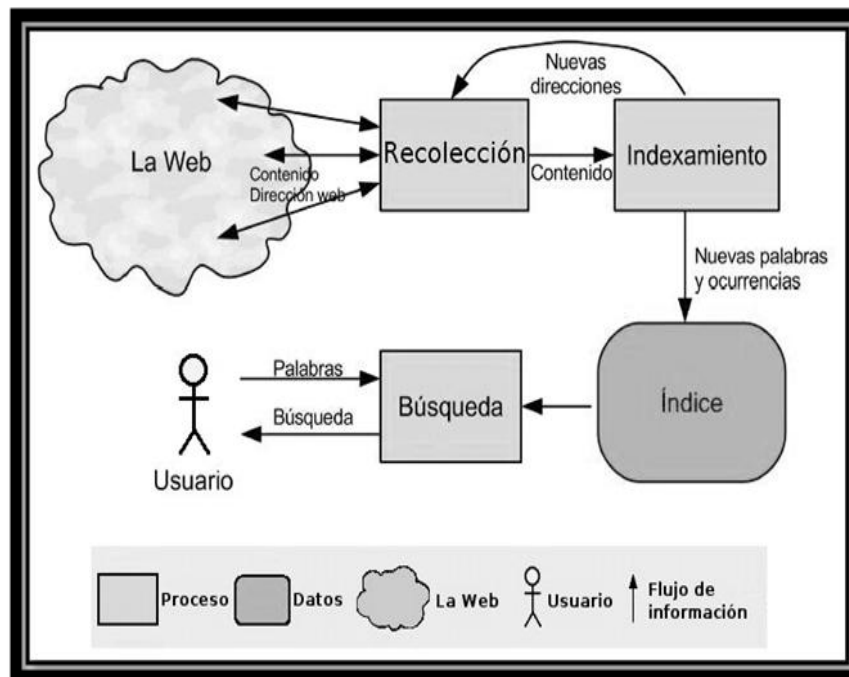 Nuevas
direcciones
La Web
Recolección
Indexamiento
Contenido
Dirección web
Contenido
Nuevas palabras
y ocurrencias
Palabras
Búsqueda
Búsqueda
Índice
Usuario
Proceso
Datos
La Web
Usuario
Flujo de
información